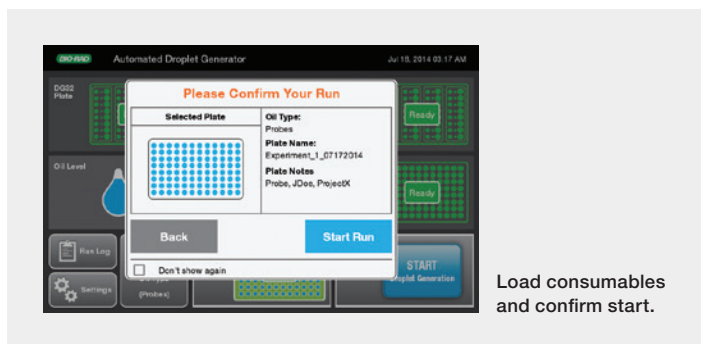 BIO-RAD Automated Droplet Generator Jul 18, 2014 03:17 AM
DG32
Plate
Please Confirm Your Run
Selected Plate
Oil Type:
Probes
Plate Name:
Experiment_1_07172014
Plate Notes
Probe, JDoe, ProjectX
Ready
Oil Level
Ready
Back
Start Run
Don't show again
Run Log
Settings
(Probes)
START
Droplet Generation
Load consumables
and confirm start.